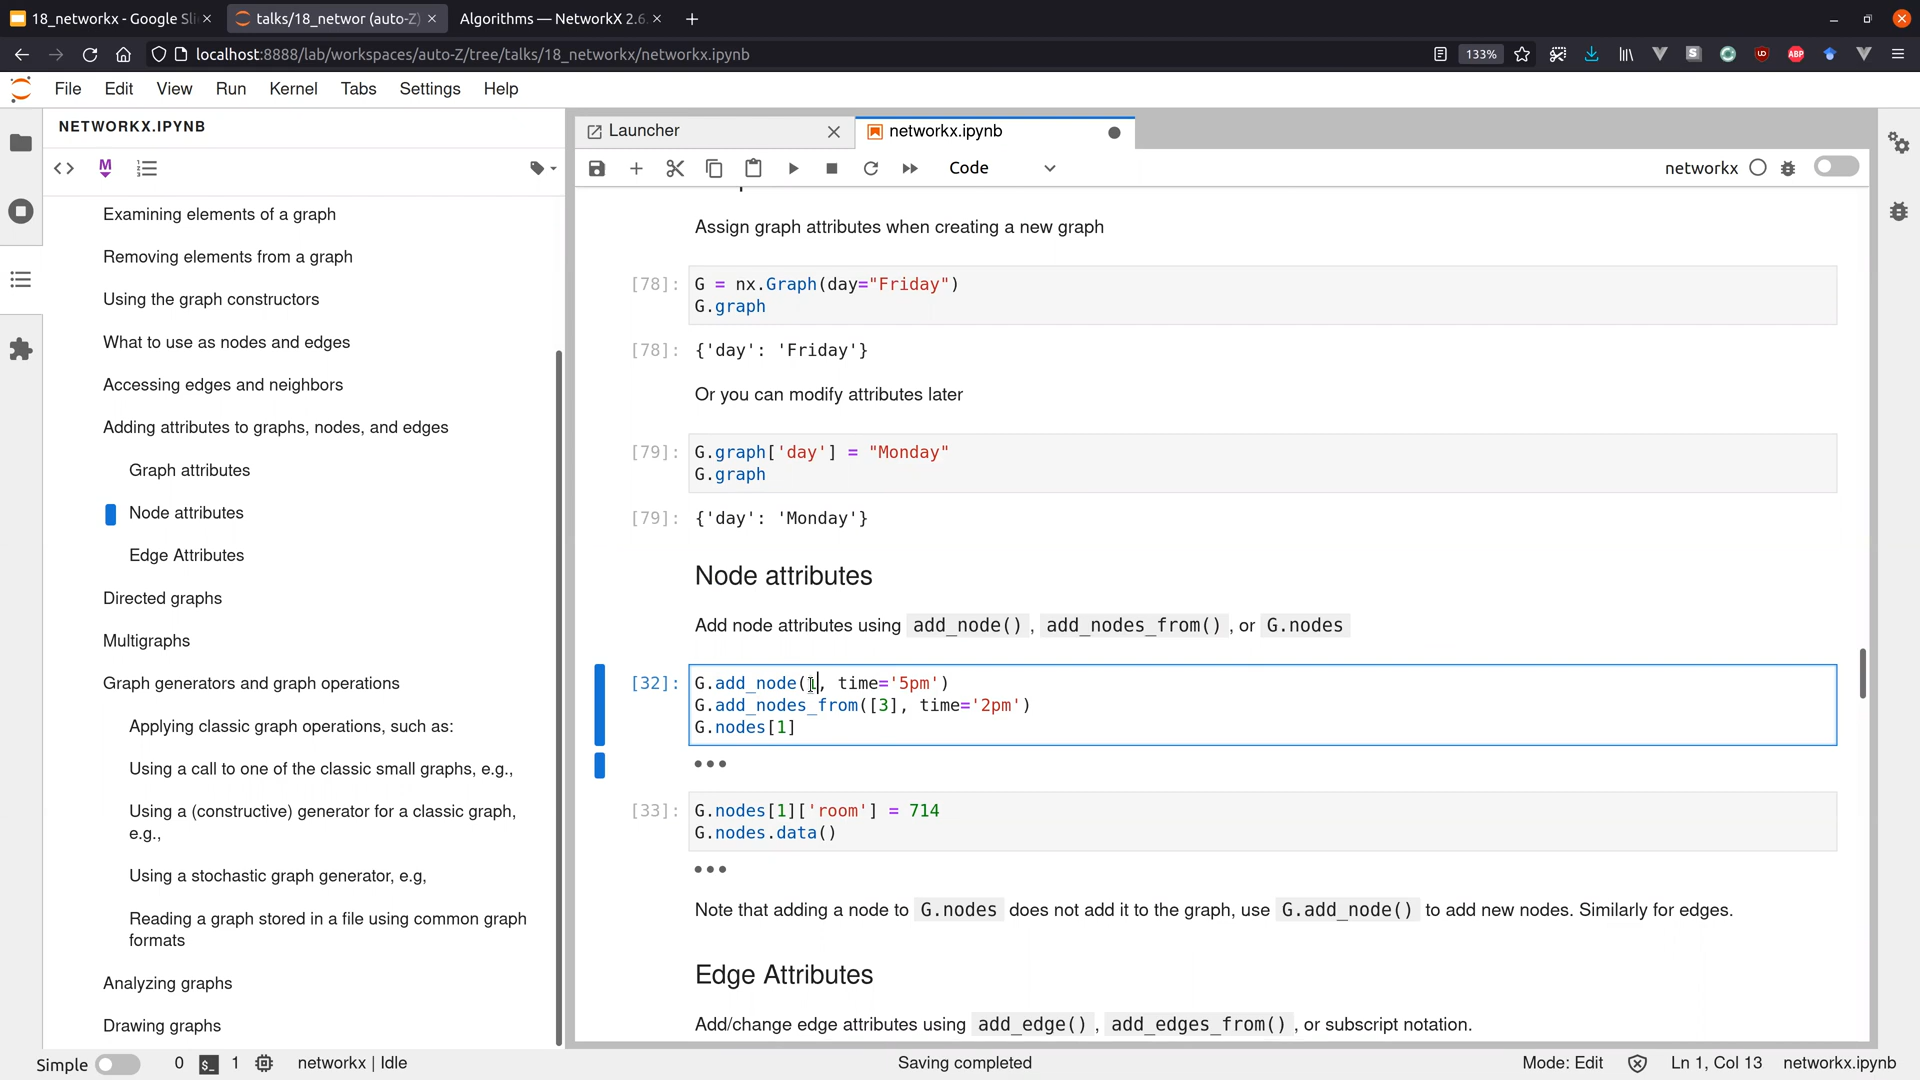 18_networkx - Google Sli
talks/18_networ (auto-Z)
Algorithms — NetworkX 2.6.
localhost:8888/lab/workspaces/auto-Z/tree/talks/18_networkx/networkx.ipynb
133%
File Edit View Run Kernel Tabs Settings Help
NETWORKX.IPYNB
Examining elements of a graph
Removing elements from a graph
Using the graph constructors
What to use as nodes and edges
Accessing edges and neighbors
Adding attributes to graphs, nodes, and edges
Graph attributes
Node attributes
Edge Attributes
Directed graphs
Multigraphs
Graph generators and graph operations
Applying classic graph operations, such as:
Using a call to one of the classic small graphs, e.g.,
Using a (constructive) generator for a classic graph,
e.g.,
Using a stochastic graph generator, e.g,
Reading a graph stored in a file using common graph
formats
Analyzing graphs
Drawing graphs
Launcher
networkx.ipynb
Code
networkx
Assign graph attributes when creating a new graph
[78]: G = nx.Graph(day="Friday")
G.graph
[78]: {'day': 'Friday'}
Or you can modify attributes later
[79]: G.graph['day'] = "Monday"
G.graph
[79]: {'day': 'Monday'}
Node attributes
Add node attributes using add_node(), add_nodes_from(), or G.nodes
[32]: G.add_node(1, time='5pm')
G.add_nodes_from([3], time='2pm')
G.nodes[1]
[33]: G.nodes[1]['room'] = 714
G.nodes.data()
Note that adding a node to G.nodes does not add it to the graph, use G.add_node() to add new nodes. Similarly for edges.
Edge Attributes
Add/change edge attributes using add_edge(), add_edges_from(), or subscript notation.
Simple 0 $_ 1 networkx | Idle
Saving completed
Mode: Edit Ln 1, Col 13 networkx.ipynb